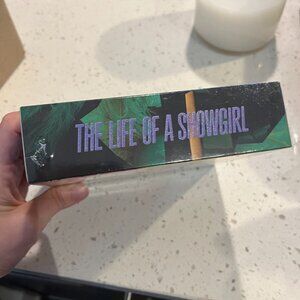 THE LIFE OF A SHOWGIRL